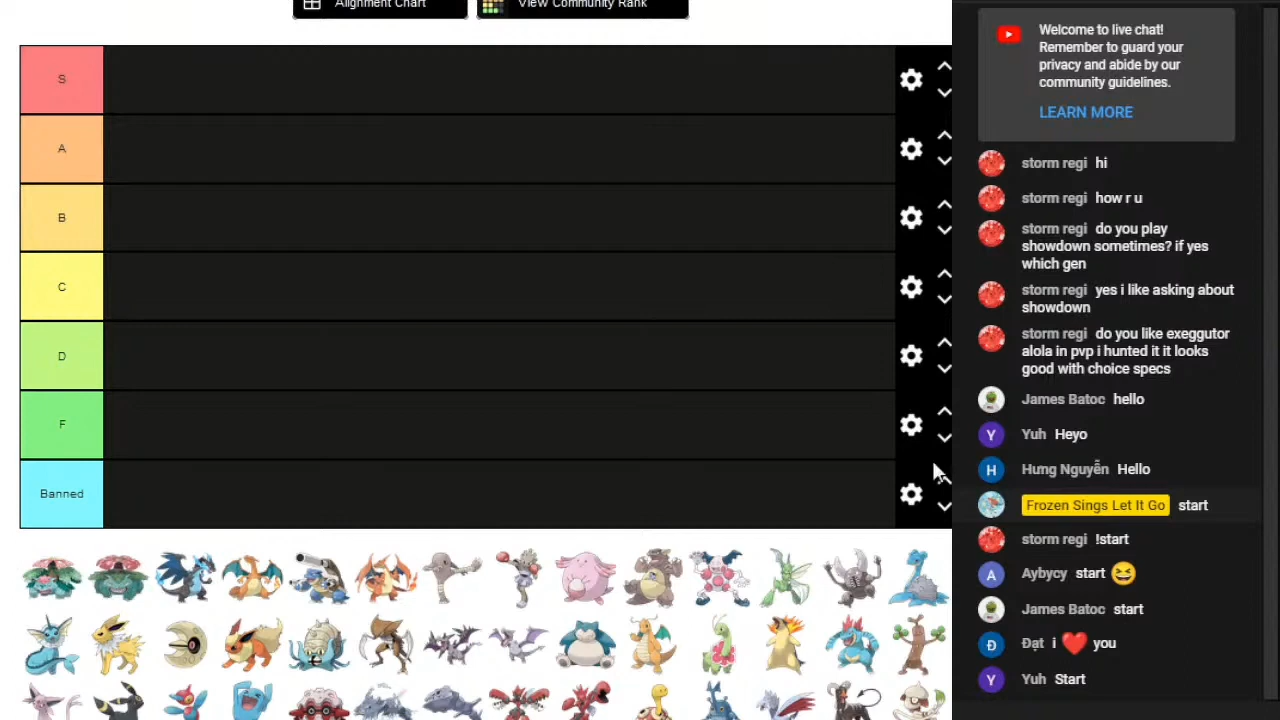 Alignment Chart
View Community Rank
S
A
B
C
D
F
Banned
Welcome to live chat!
Remember to guard your
privacy and abide by our
community guidelines.
LEARN MORE
storm regi hi
storm regi how r u
storm regi do you play
showdown sometimes? if yes
which gen
storm regi yes i like asking about
showdown
storm regi do you like exeggutor
alola in pvp i hunted it it looks
good with choice specs
James Batoc hello
Y Yuh Heyo
H Hưng Nguyễn Hello
Frozen Sings Let It Go start
storm regi !start
A Aybycy start 😆
James Batoc start
Đ Đạt i ❤️ you
Y Yuh Start